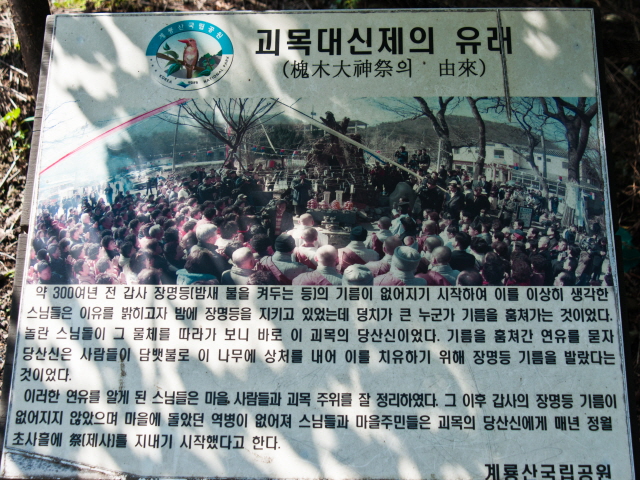 계룡산국립공원
괴목대신제의 유래
(槐木大神祭의 由來)
약 300여년 전 갑사 장명등(밤새 불을 켜두는 등)의 기름이 없어지기 시작하여 이를 이상히 생각한
스님들은 이유를 밝히고자 밤에 장명등을 지키고 있었는데 덩치가 큰 누군가 기름을 훔쳐가는 것이었다.
놀란 스님들이 그 물체를 따라가 보니 바로 이 괴목의 당산신이었다. 기름을 훔쳐간 연유를 묻자
당산신은 사람들이 담뱃불로 이 나무에 상처를 내어 이를 치유하기 위해 장명등 기름을 발랐다는
것이었다.
이러한 연유를 알게 된 스님들은 마을 사람들과 괴목 주위를 잘 정리하였다. 그 이후 갑사의 장명등 기름이
없어지지 않았으며 마을에 돌았던 역병이 없어져 스님들과 마을주민들은 괴목의 당산신에게 매년 정월
초사흘에 祭(제사)를 지내기 시작했다고 한다.
계룡산국립공원